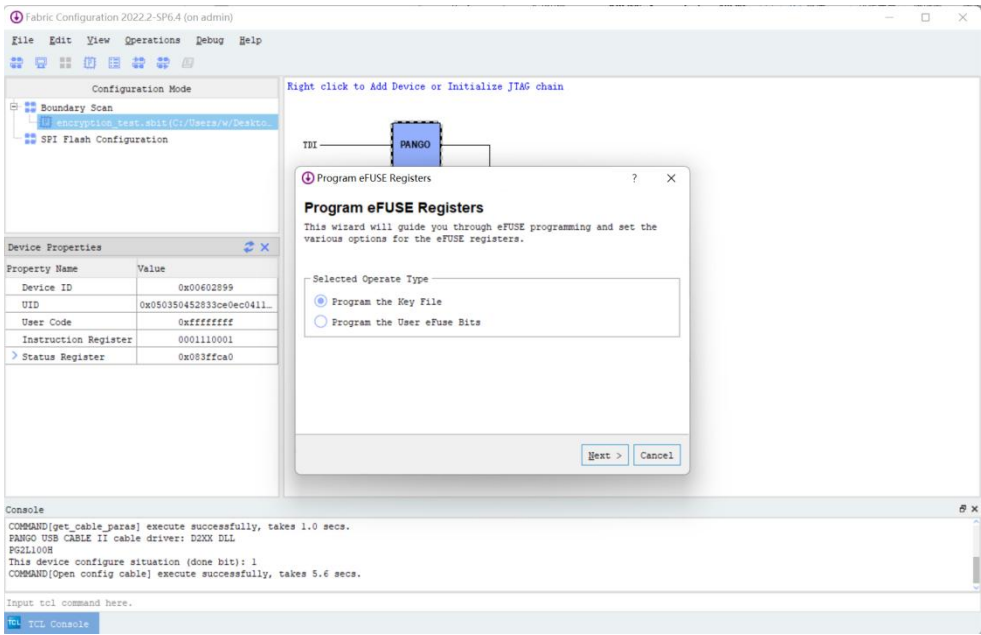 Fabric Configuration 2022.2-SP6.4 (on admin)
File Edit View Operations Debug Help
Configuration Mode
Boundary Scan
encryption_test.sbit(C:/Users/w/Deskto...
SPI Flash Configuration
Right click to Add Device or Initialize JTAG chain
TDI
PANGO
Program eFUSE Registers
Program eFUSE Registers
This wizard will guide you through eFUSE programming and set the
various options for the eFUSE registers.
Selected Operate Type
Program the Key File
Program the User eFuse Bits
Next > Cancel
Device Properties
Property Name Value
Device ID 0x00602899
UID 0x050350452833ce0ec0411...
User Code 0xffffffff
Instruction Register 0001110001
Status Register 0x083ffca0
Console
COMMAND[get_cable_paras] execute successfully, takes 1.0 secs.
PANGO USB CABLE II cable driver: D2XX DLL
PG2L100H
This device configure situation (done bit): 1
COMMAND[Open config cable] execute successfully, takes 5.6 secs.
Input tcl command here.
TCL Console